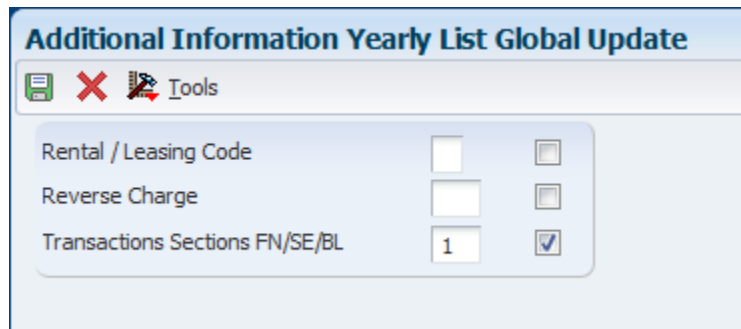 Additional Information Yearly List Global Update
Tools
Rental / Leasing Code
Reverse Charge
Transactions Sections FN/SE/BL 1